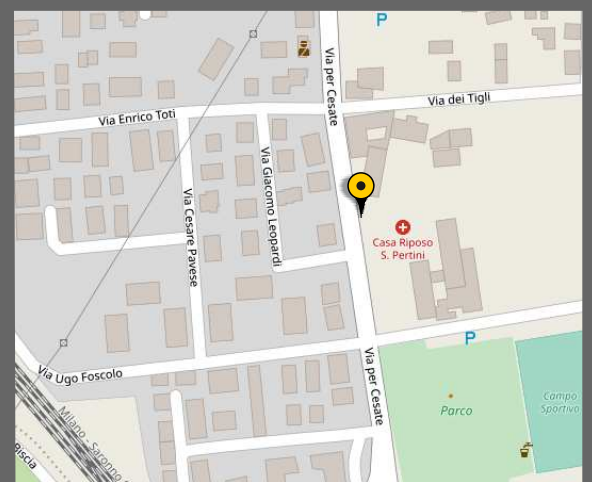 P
Via per Cesate
Via Enrico Toti
Via dei Tigli
Via Giacomo Leopardi
Via Cesare Pavese
Casa Riposo
S. Pertini
P
Via Ugo Foscolo
Via per Cesate
Parco
Campo
Sportivo
Milano - Saronno
Biscia